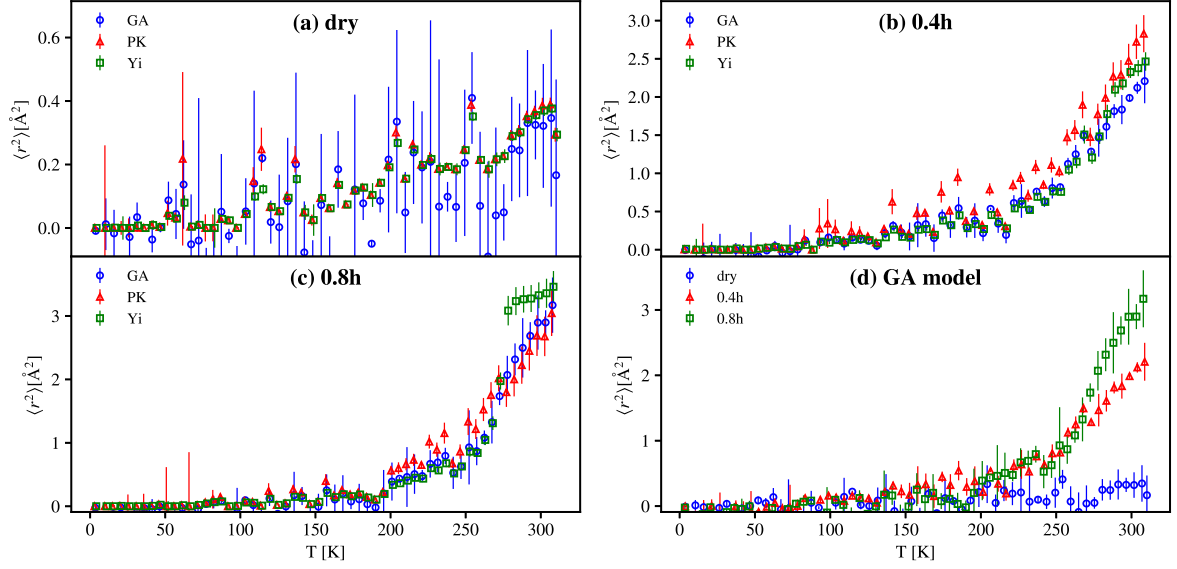 (a) dry
GA
PK
Yi
0.6
0.4
0.2
0.0
⟨r²⟩[Å²]
(b) 0.4h
GA
PK
Yi
3.0
2.5
2.0
1.5
1.0
0.5
0.0
⟨r²⟩[Å²]
(c) 0.8h
GA
PK
Yi
3
2
1
0
⟨r²⟩[Å²]
0 50 100 150 200 250 300
T [K]
(d) GA model
dry
0.4h
0.8h
3
2
1
0
⟨r²⟩[Å²]
0 50 100 150 200 250 300
T [K]